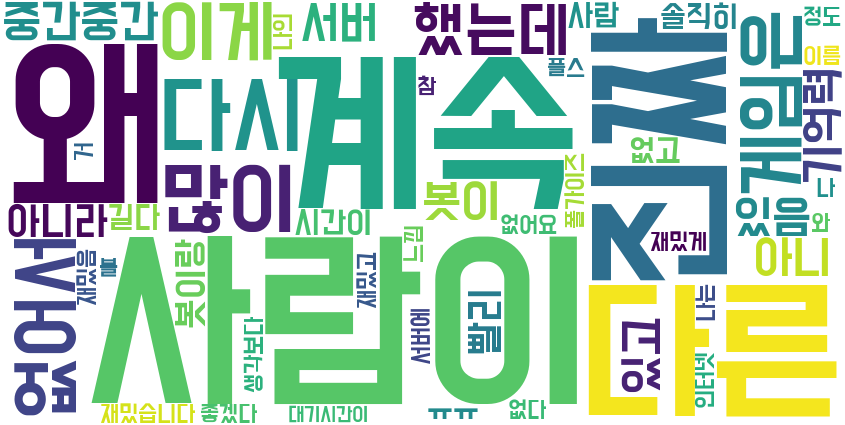 중간중간
이게
나의
서버
했는데
사람
솔직히
정도
왜
계속
플스
진짜
게임은
이름
거
다시
참
없고
기억력
많이
봇이
플가이즈
나
아니라
길다
시간이
없어요
재밌게
있음
와
없어서
재밌음
플
봇이랑
사람이
재밌고
느낌
아니
생각보다
서버에
빨리
다른
있고
나는
인터넷
재밌습니다
좋겠다
대기시간이
ㅠㅠ
없다